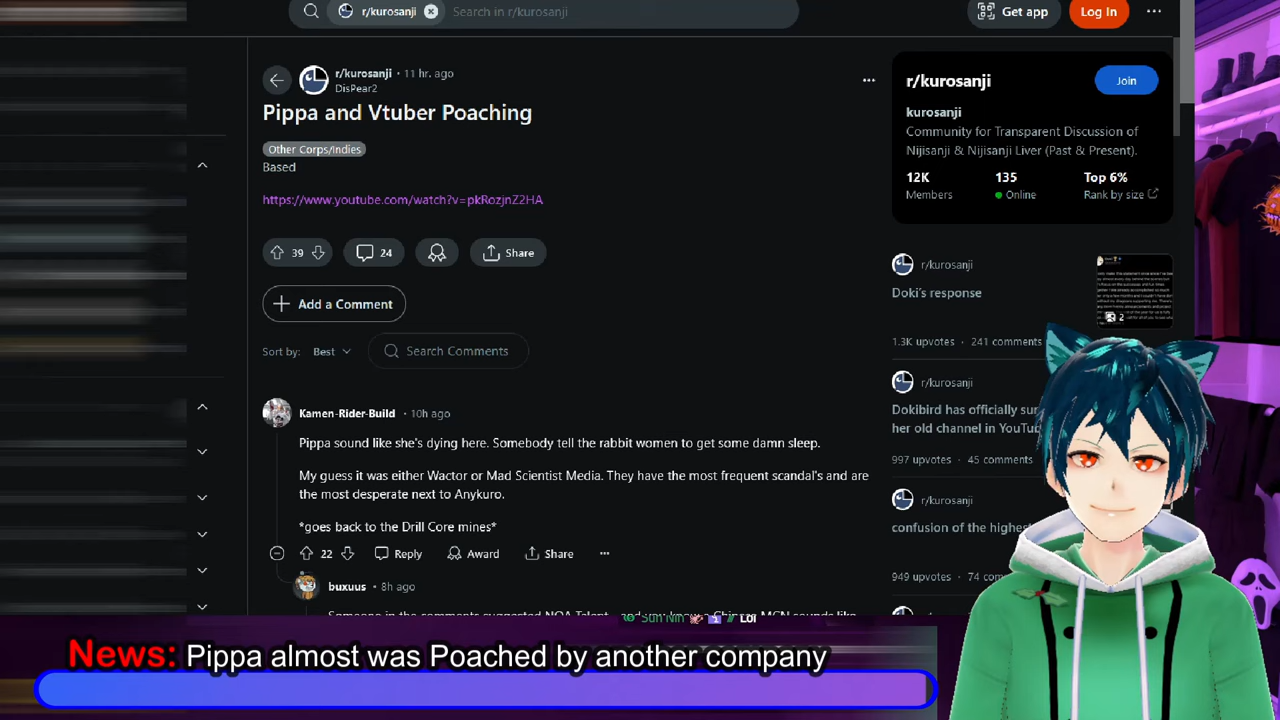 r/kurosanji
Search in r/kurosanji
Get app
Log In
r/kurosanji • 11 hr. ago
DisPear2
Pippa and Vtuber Poaching
Other Corps/Indies
Based
https://www.youtube.com/watch?v=pkRozjnZ2HA
39
24
Share
Add a Comment
Sort by: Best
Search Comments
Kamen-Rider-Build • 10h ago
Pippa sound like she's dying here. Somebody tell the rabbit women to get some damn sleep.
My guess it was either Wactor or Mad Scientist Media. They have the most frequent scandal's and are
the most desperate next to Anykuro.
*goes back to the Drill Core mines*
22 Reply Award Share
buxuus • 8h ago
Someone in the comments suggested NOA Talent
r/kurosanji
Join
kurosanji
Community for Transparent Discussion of
Nijisanji & Nijisanji Liver (Past & Present).
12K 135 Top 6%
Members Online Rank by size
r/kurosanji
Doki's response
2
1.3K upvotes • 241 comments
r/kurosanji
Dokibird has officially
her old channel in
997 upvotes • 45 comments
r/kurosanji
confusion of the
949 upvotes • 74
News: Pippa almost was Poached by another company